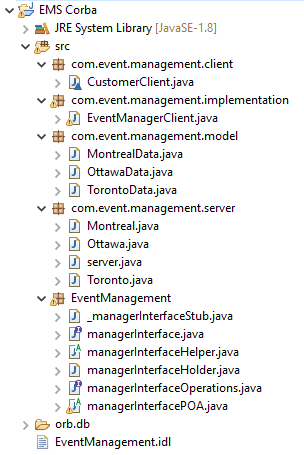 EMS Corba
JRE System Library [JavaSE-1.8]
src
com.event.management.client
CustomerClient.java
com.event.management.implementation
EventManagerClient.java
com.event.management.model
MontrealData.java
OttawaData.java
TorontoData.java
com.event.management.server
Montreal.java
Ottawa.java
server.java
Toronto.java
EventManagement
_managerInterfaceStub.java
managerInterface.java
managerInterfaceHelper.java
managerInterfaceHolder.java
managerInterfaceOperations.java
managerInterfacePOA.java
orb.db
EventManagement.idl